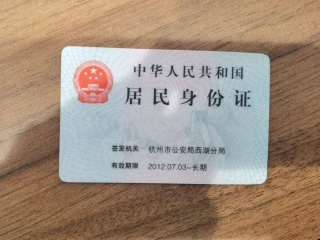 中华人民共和国
居民身份证
签发机关 杭州市公安局西湖分局
有效期限 2012.07.03-长期